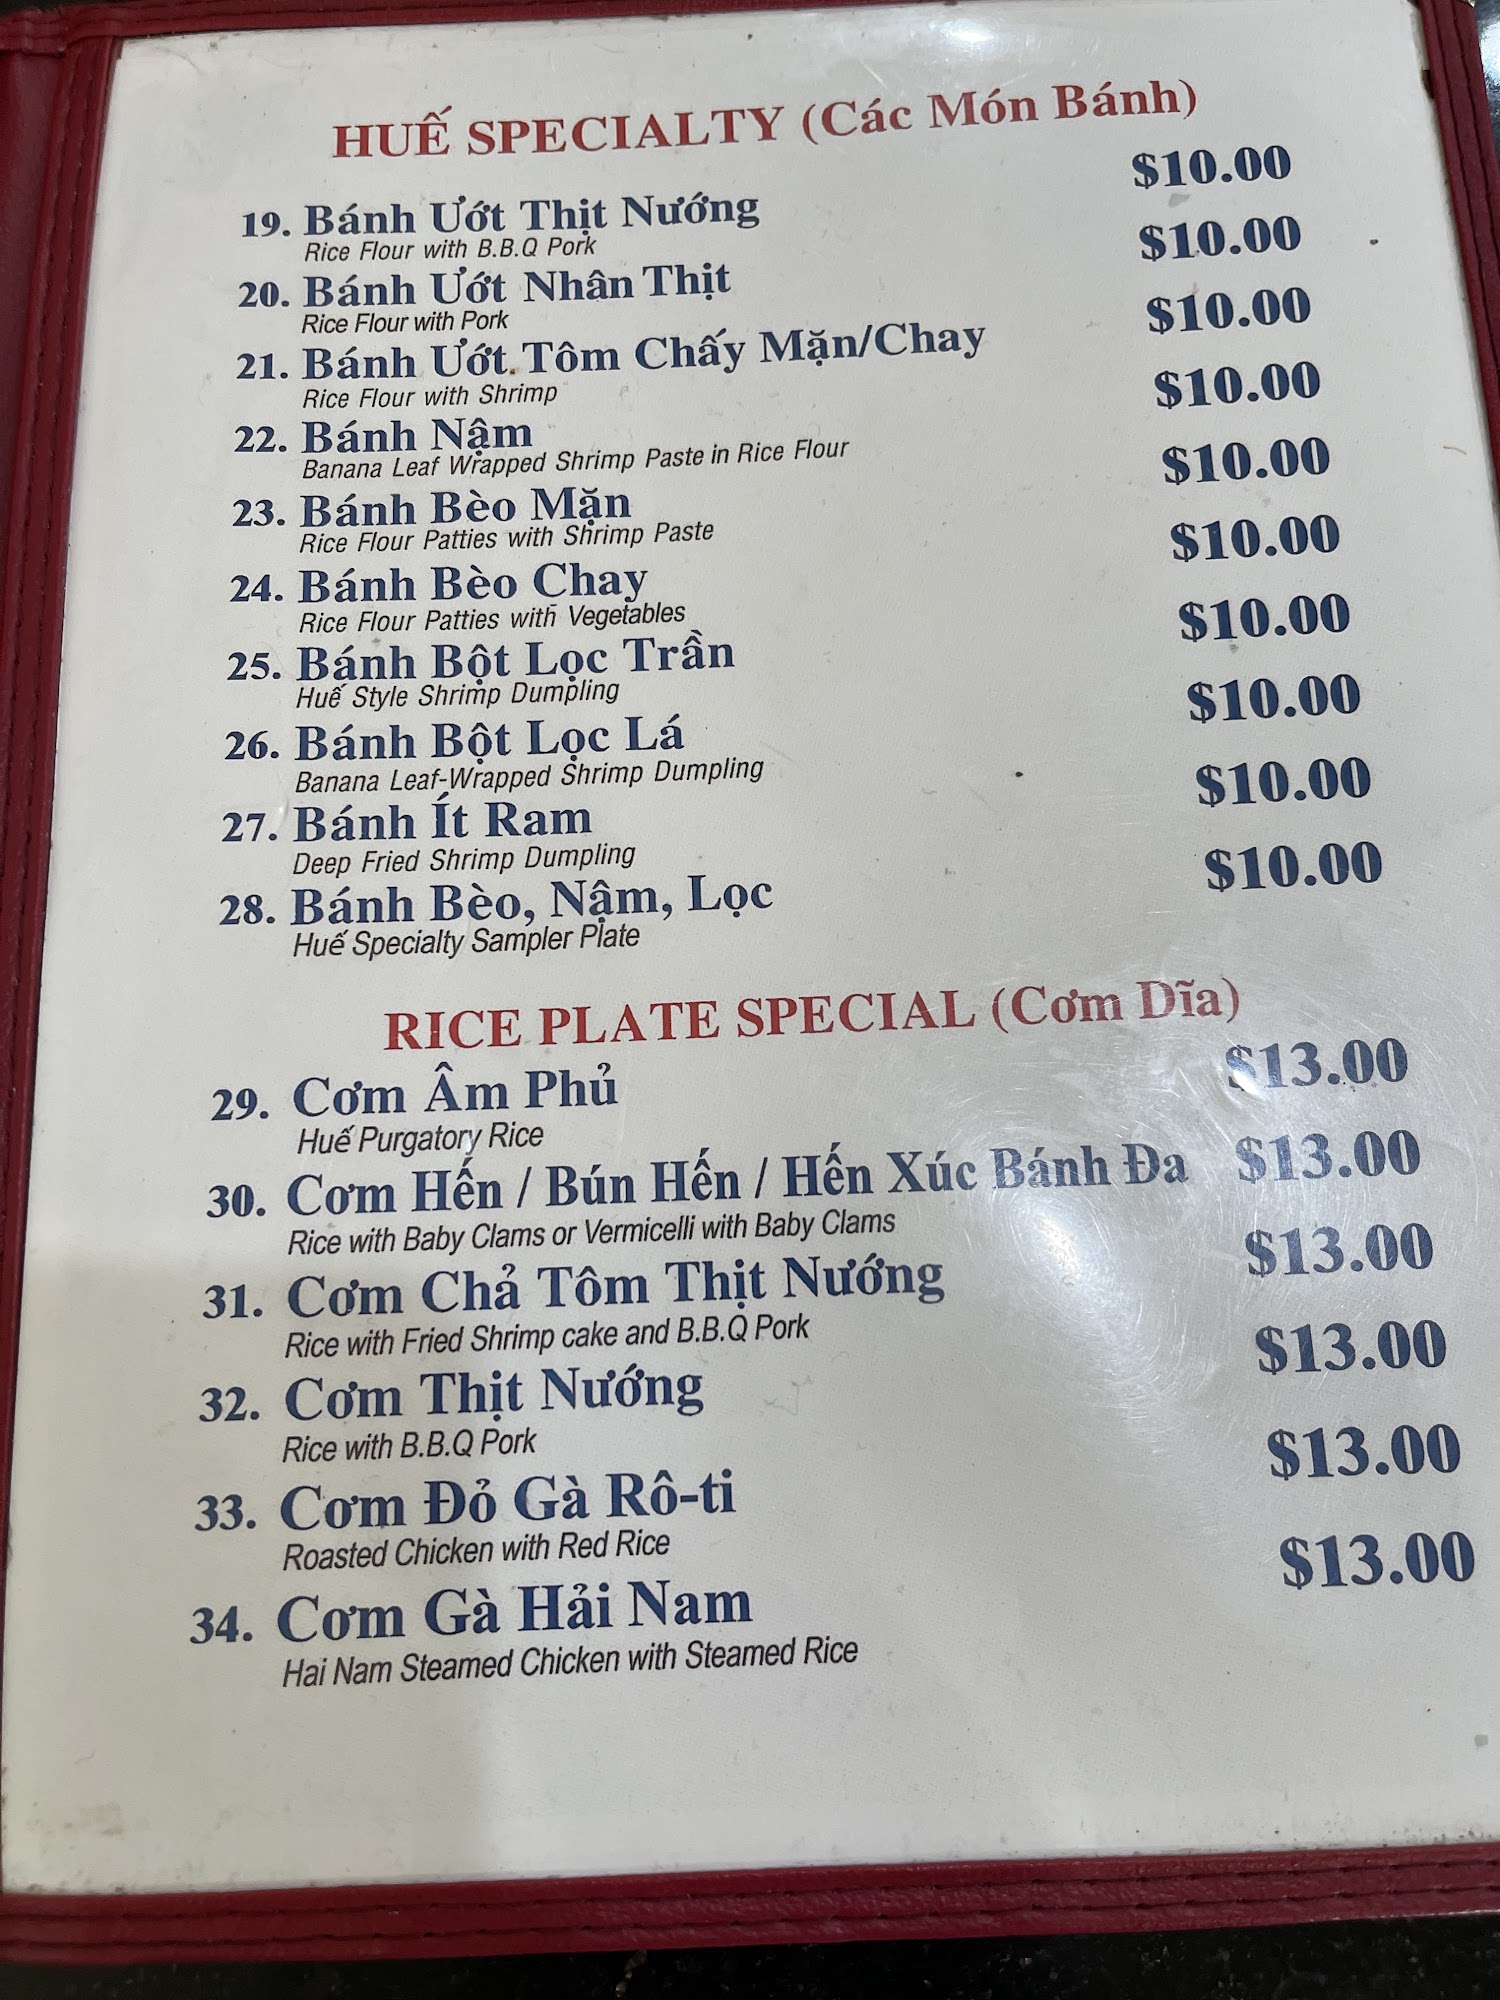 HUẾ SPECIALTY (Các Món Bánh)
19. Bánh Ướt Thịt Nướng $10.00
Rice Flour with B.B.Q Pork
20. Bánh Ướt Nhân Thịt $10.00
Rice Flour with Pork
21. Bánh Ướt Tôm Chấy Mặn/Chay $10.00
Rice Flour with Shrimp
22. Bánh Nậm $10.00
Banana Leaf Wrapped Shrimp Paste in Rice Flour
23. Bánh Bèo Mặn $10.00
Rice Flour Patties with Shrimp Paste
24. Bánh Bèo Chay $10.00
Rice Flour Patties with Vegetables
25. Bánh Bột Lọc Trần $10.00
Huế Style Shrimp Dumpling
26. Bánh Bột Lọc Lá $10.00
Banana Leaf-Wrapped Shrimp Dumpling
27. Bánh Ít Ram $10.00
Deep Fried Shrimp Dumpling
28. Bánh Bèo, Nậm, Lọc $10.00
Huế Specialty Sampler Plate
RICE PLATE SPECIAL (Cơm Dĩa)
29. Cơm Âm Phủ $13.00
Huế Purgatory Rice
30. Cơm Hến / Bún Hến / Hến Xúc Bánh Đa $13.00
Rice with Baby Clams or Vermicelli with Baby Clams
31. Cơm Chả Tôm Thịt Nướng $13.00
Rice with Fried Shrimp cake and B.B.Q Pork
32. Cơm Thịt Nướng $13.00
Rice with B.B.Q Pork
33. Cơm Đỏ Gà Rô-ti $13.00
Roasted Chicken with Red Rice
34. Cơm Gà Hải Nam $13.00
Hai Nam Steamed Chicken with Steamed Rice